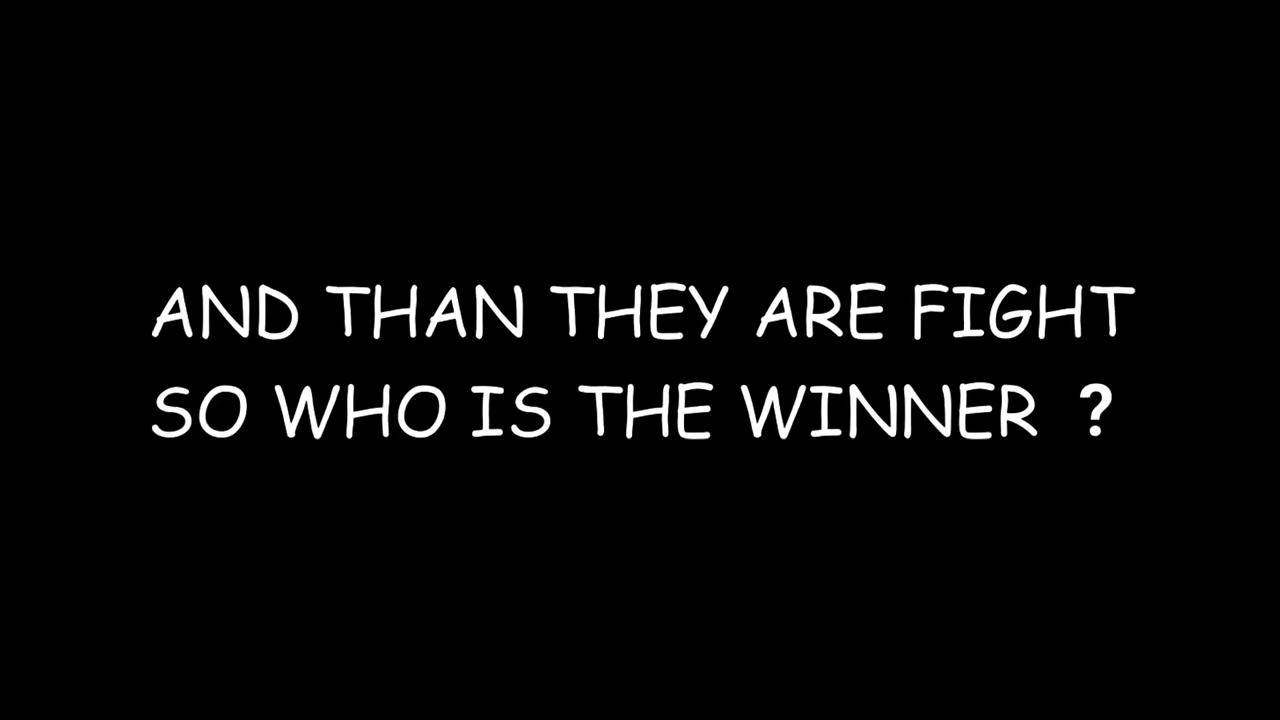 AND THAN THEY ARE FIGHT
SO WHO IS THE WINNER ?